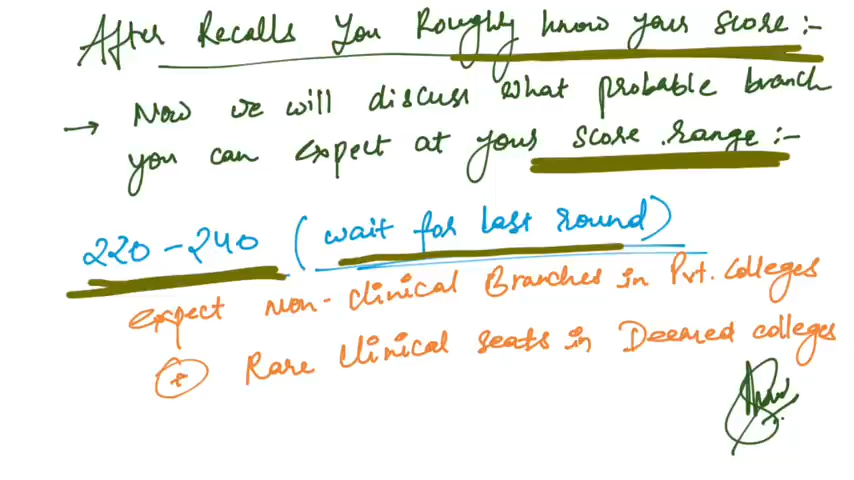 After Recalls You Roughly know your score:-
→ Now we will discuss what probable branch
you can expect at your score range:-
220-240 (wait for last round)
expect Non-clinical Branches in Pvt. Colleges
+ Rare clinical seats in Deemed colleges